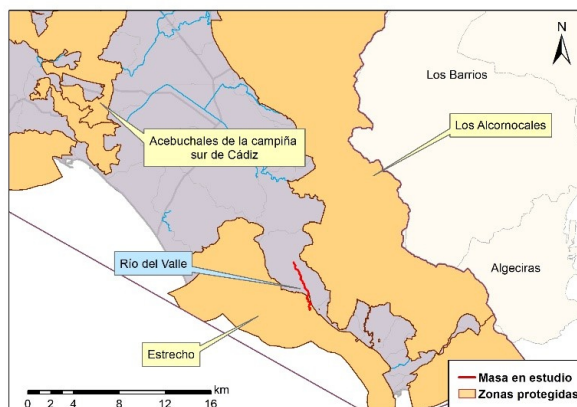 N
Los Barrios
Los Alcornocales
Acebuchales de la campiña
sur de Cádiz
Río del Valle
Algeciras
Estrecho
km
0 2 4 8 12 16
Masa en estudio
Zonas protegidas